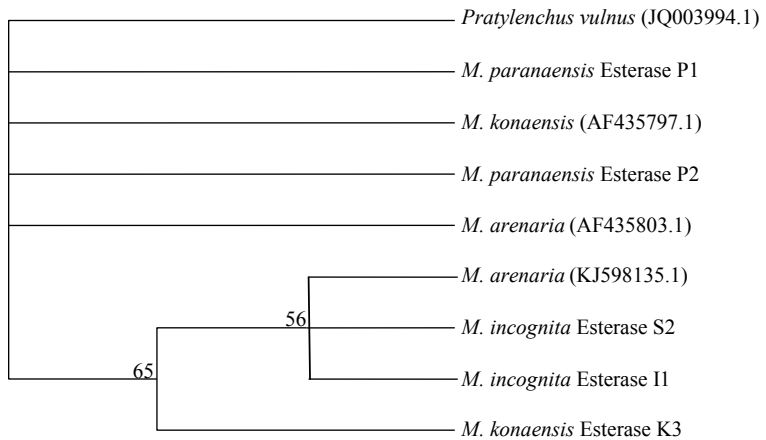 Pratylenchus vulnus (JQ003994.1)
M. paranaensis Esterase P1
M. konaensis (AF435797.1)
M. paranaensis Esterase P2
M. arenaria (AF435803.1)
M. arenaria (KJ598135.1)
56
M. incognita Esterase S2
65
M. incognita Esterase I1
M. konaensis Esterase K3